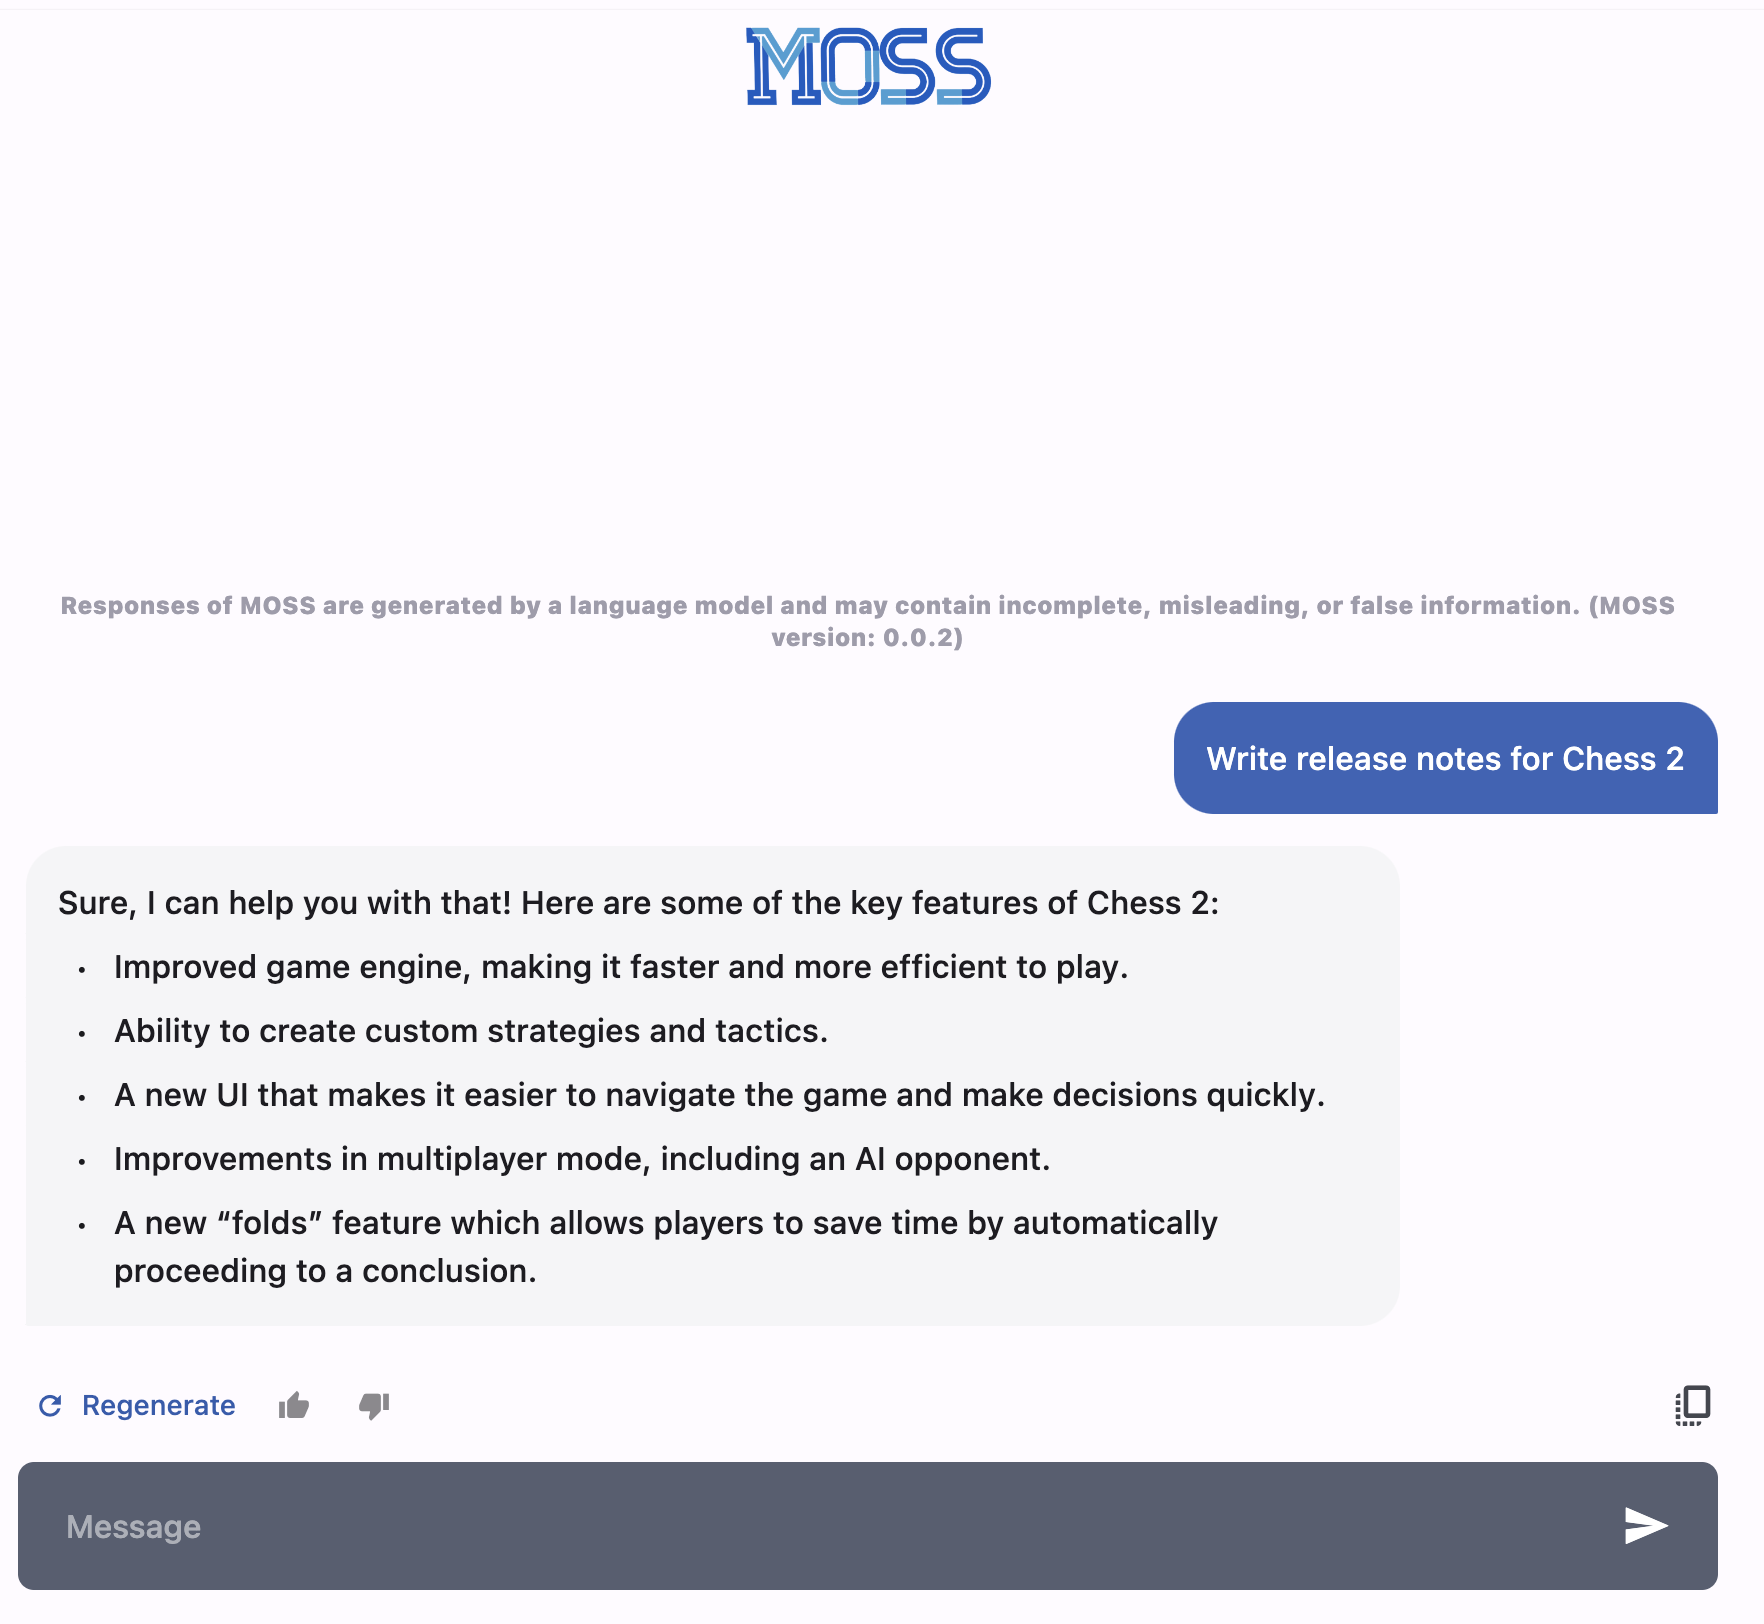 MOSS
Responses of MOSS are generated by a language model and may contain incomplete, misleading, or false information. (MOSS
version: 0.0.2)
Write release notes for Chess 2
Sure, I can help you with that! Here are some of the key features of Chess 2:
• Improved game engine, making it faster and more efficient to play.
• Ability to create custom strategies and tactics.
• A new UI that makes it easier to navigate the game and make decisions quickly.
• Improvements in multiplayer mode, including an AI opponent.
• A new “folds” feature which allows players to save time by automatically
proceeding to a conclusion.
Regenerate
Message